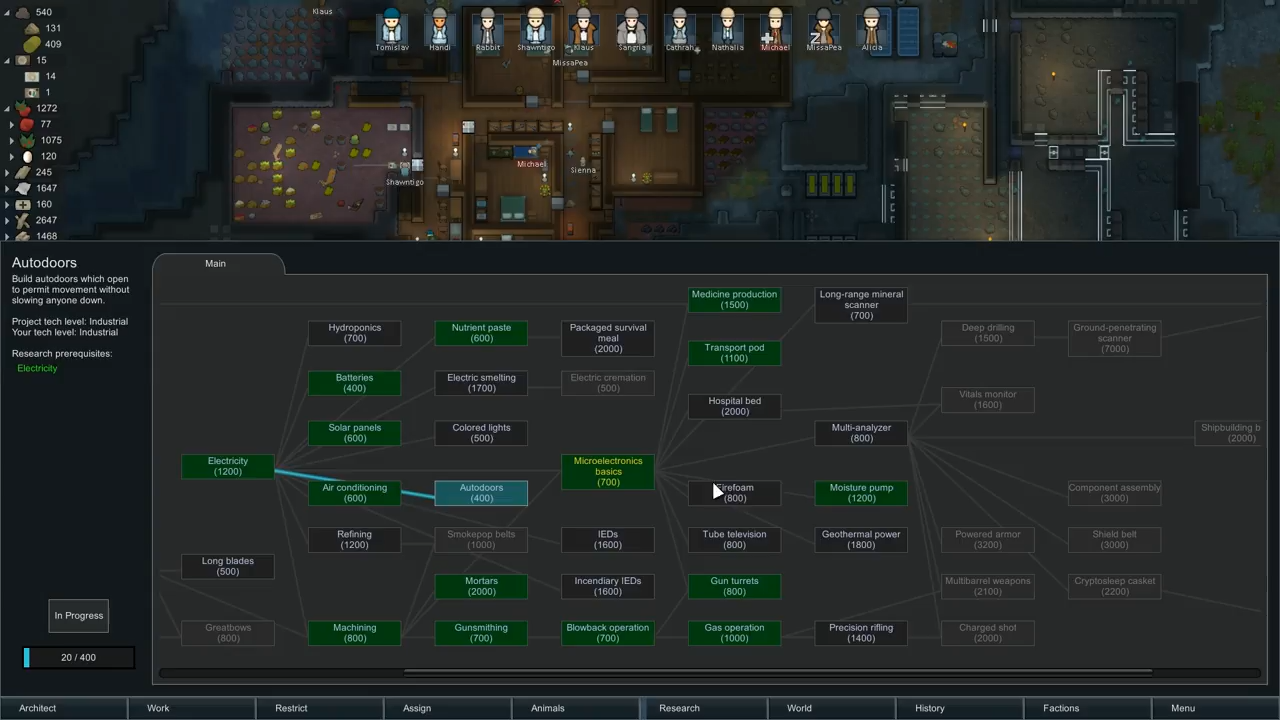 540
131
409
15
14
1
1272
77
1075
120
245
1647
160
2647
1468
Klaus
Tomislav
Handi
Rabbit
Shawntigo
Klaus
Sangria
Cathrah
Nathalia
Michael
MissaPea
Alicia
MissaPea
Michael
Sienna
Shawntigo
Autodoors
Build autodoors which open
to permit movement without
slowing anyone down.
Project tech level: Industrial
Your tech level: Industrial
Research prerequisites:
Electricity
In Progress
20 / 400
Main
Medicine production
(1500)
Long-range mineral
scanner
(700)
Hydroponics
(700)
Nutrient paste
(600)
Packaged survival
meal
(2000)
Transport pod
(1100)
Deep drilling
(1500)
Ground-penetrating
scanner
(7000)
Batteries
(400)
Electric smelting
(1700)
Electric cremation
(500)
Hospital bed
(2000)
Vitals monitor
(1600)
Solar panels
(600)
Colored lights
(500)
Multi-analyzer
(800)
Shipbuilding b
(2000)
Electricity
(1200)
Microelectronics
basics
(700)
Air conditioning
(600)
Autodoors
(400)
Firefoam
(800)
Moisture pump
(1200)
Component assembly
(3000)
Refining
(1200)
Smokepop belts
(1000)
IEDs
(1600)
Tube television
(800)
Geothermal power
(1800)
Powered armor
(3200)
Shield belt
(3000)
Long blades
(500)
Mortars
(2000)
Incendiary IEDs
(1600)
Gun turrets
(800)
Multibarrel weapons
(2100)
Cryptosleep casket
(2200)
Greatbows
(800)
Machining
(800)
Gunsmithing
(700)
Blowback operation
(700)
Gas operation
(1000)
Precision rifling
(1400)
Charged shot
(2000)
Architect
Work
Restrict
Assign
Animals
Research
World
History
Factions
Menu